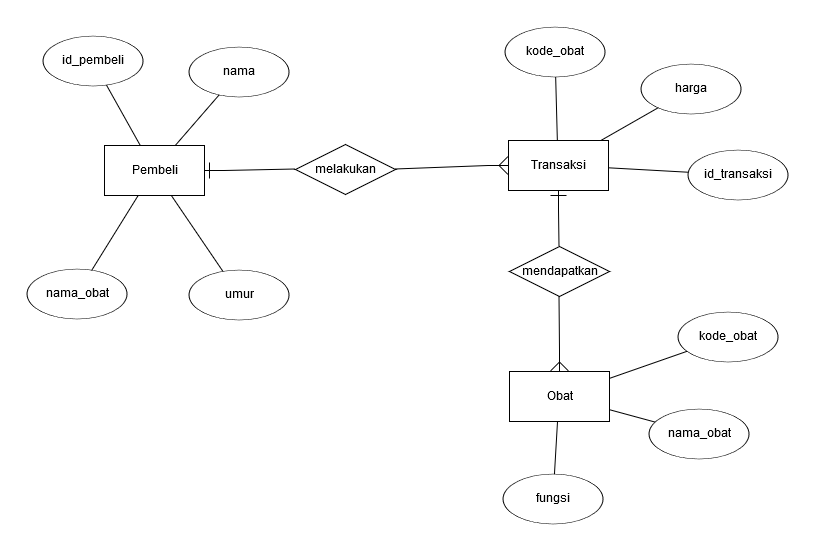 kode_obat
id_pembeli
nama
harga
Pembeli
melakukan
Transaksi
id_transaksi
mendapatkan
nama_obat
umur
kode_obat
Obat
nama_obat
fungsi